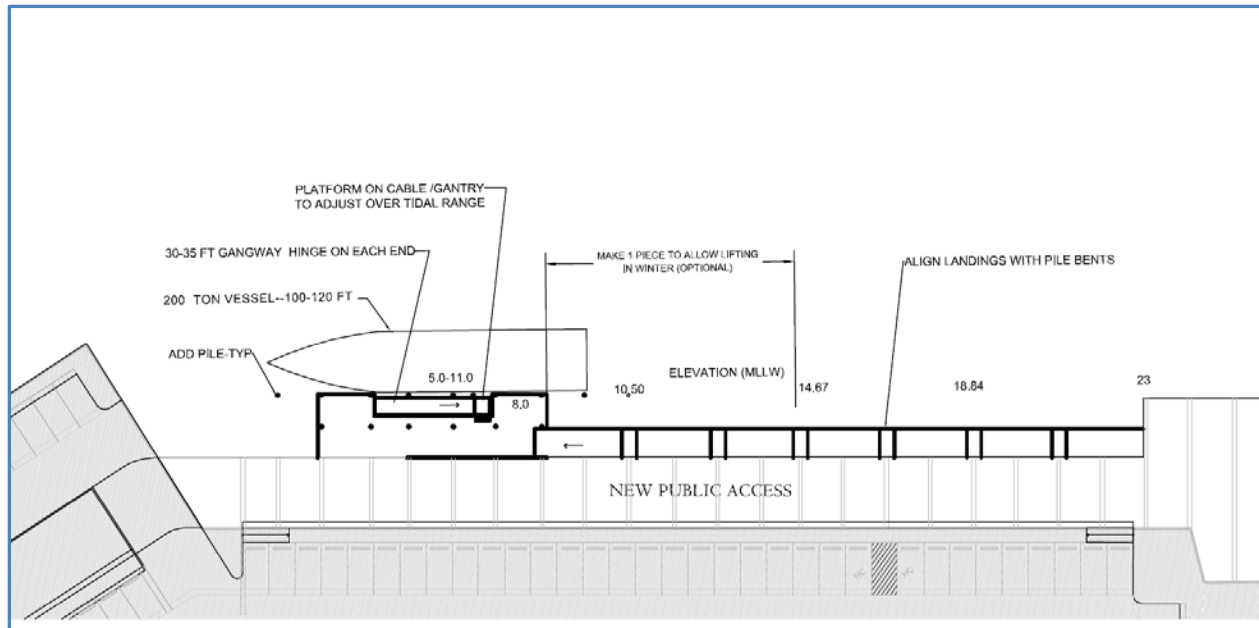 PLATFORM ON CABLE /GANTRY
TO ADJUST OVER TIDAL RANGE
30-35 FT GANGWAY HINGE ON EACH END
MAKE 1 PIECE TO ALLOW LIFTING
IN WINTER (OPTIONAL)
ALIGN LANDINGS WITH PILE BENTS
200 TON VESSEL--100-120 FT
ADD PILE-TYP
5.0-11.0
ELEVATION (MLLW)
8.0
10.50
14.67
18.84
23
NEW PUBLIC ACCESS
HC
HC